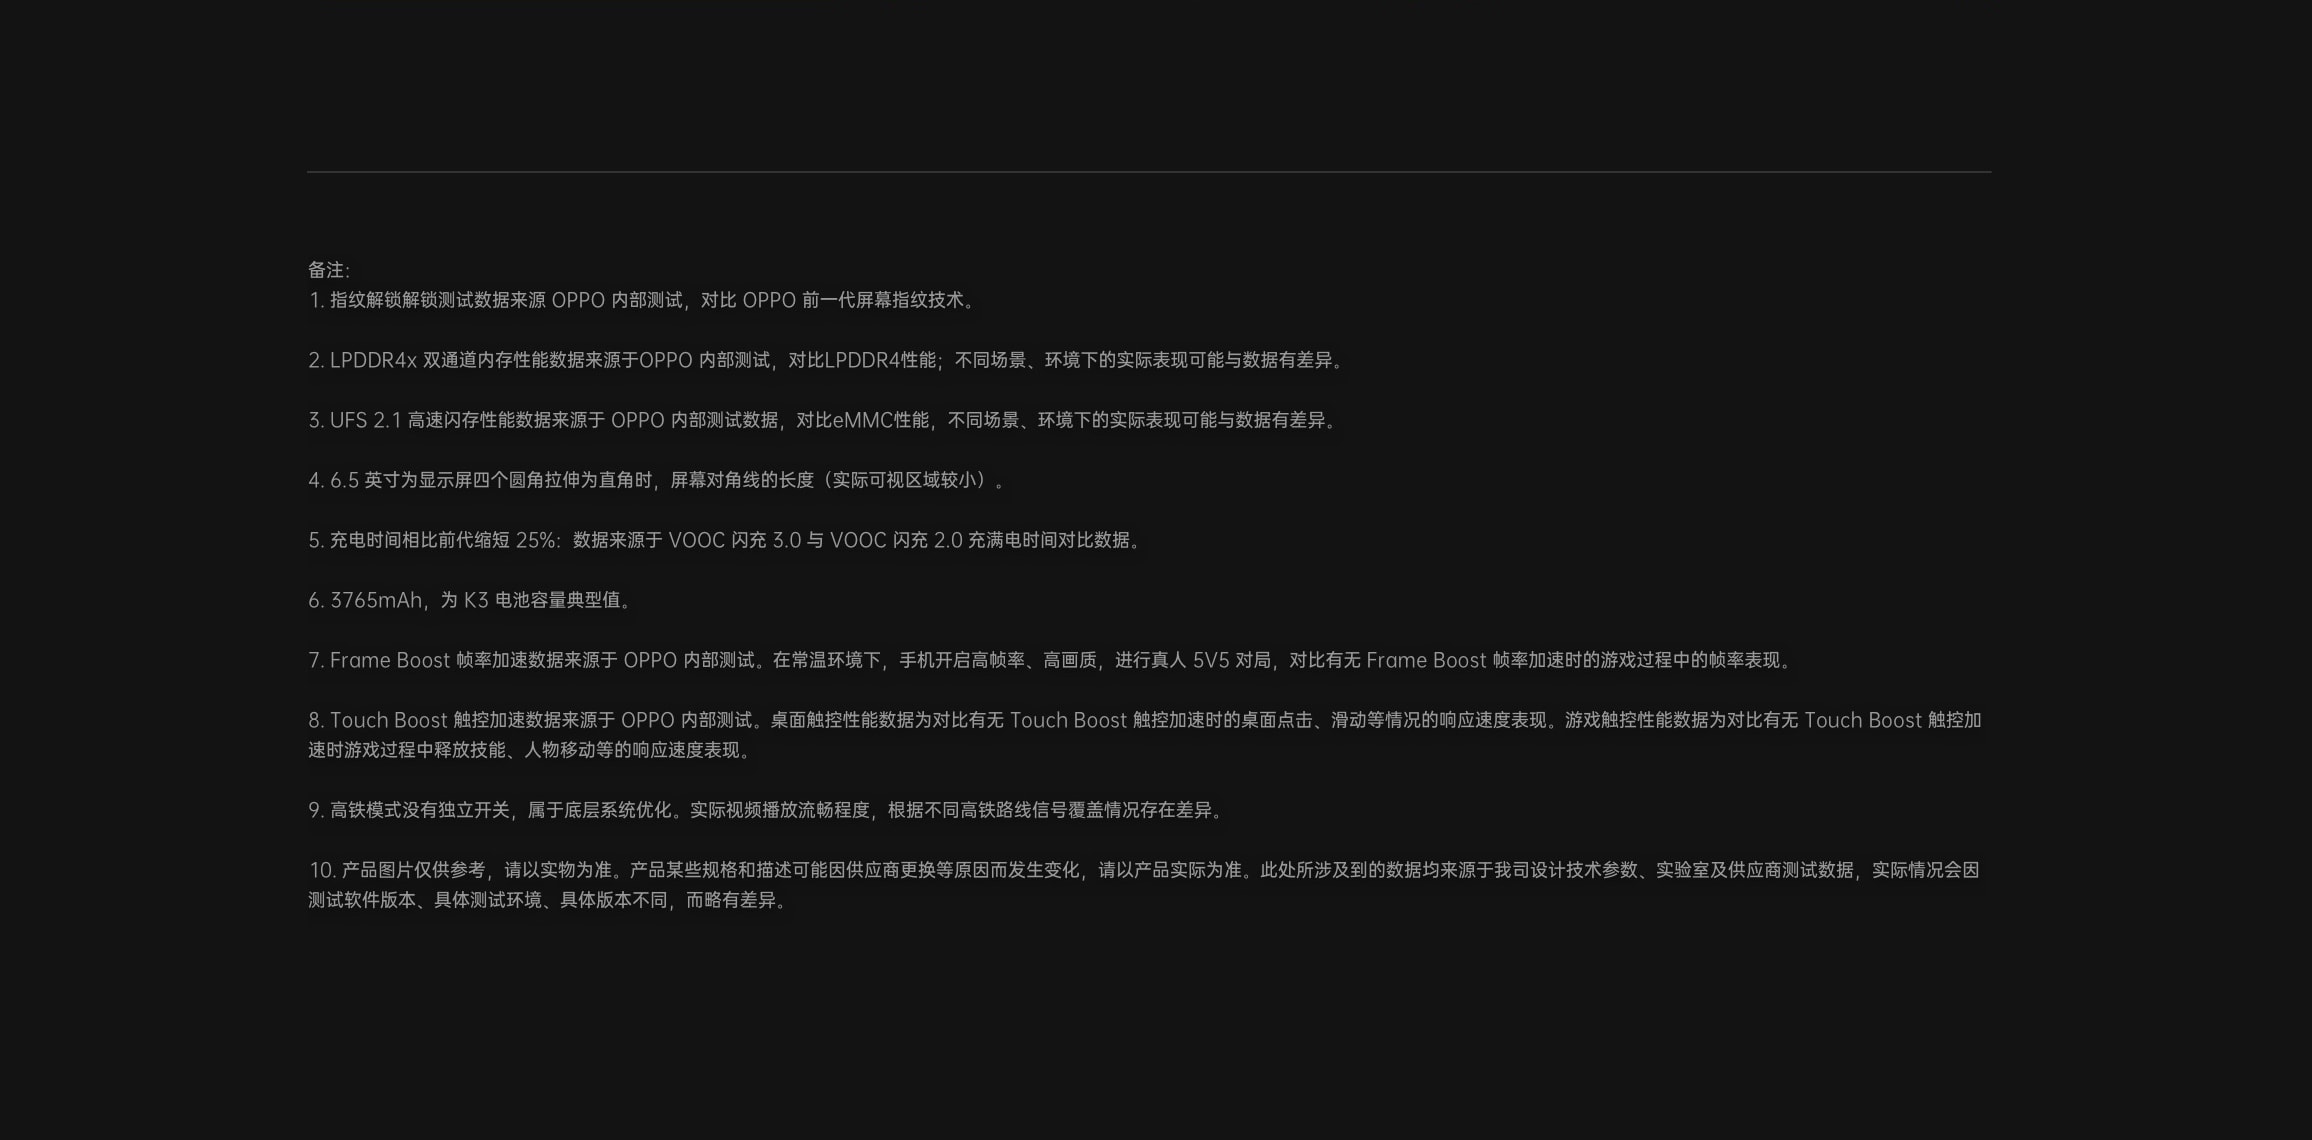 备注：
1. 指纹解锁解锁测试数据来源 OPPO 内部测试，对比 OPPO 前一代屏幕指纹技术。
2. LPDDR4x 双通道内存性能数据来源于OPPO 内部测试，对比LPDDR4性能；不同场景、环境下的实际表现可能与数据有差异。
3. UFS 2.1 高速闪存性能数据来源于 OPPO 内部测试数据，对比eMMC性能，不同场景、环境下的实际表现可能与数据有差异。
4. 6.5 英寸为显示屏四个圆角拉伸为直角时，屏幕对角线的长度（实际可视区域较小）。
5. 充电时间相比前代缩短 25%：数据来源于 VOOC 闪充 3.0 与 VOOC 闪充 2.0 充满电时间对比数据。
6. 3765mAh，为 K3 电池容量典型值。
7. Frame Boost 帧率加速数据来源于 OPPO 内部测试。在常温环境下，手机开启高帧率、高画质，进行真人 5V5 对局，对比有无 Frame Boost 帧率加速时的游戏过程中的帧率表现。
8. Touch Boost 触控加速数据来源于 OPPO 内部测试。桌面触控性能数据为对比有无 Touch Boost 触控加速时的桌面点击、滑动等情况的响应速度表现。游戏触控性能数据为对比有无 Touch Boost 触控加
速时游戏过程中释放技能、人物移动等的响应速度表现。
9. 高铁模式没有独立开关，属于底层系统优化。实际视频播放流畅程度，根据不同高铁路线信号覆盖情况存在差异。
10. 产品图片仅供参考，请以实物为准。产品某些规格和描述可能因供应商更换等原因而发生变化，请以产品实际为准。此处所涉及到的数据均来源于我司设计技术参数、实验室及供应商测试数据，实际情况会因
测试软件版本、具体测试环境、具体版本不同，而略有差异。